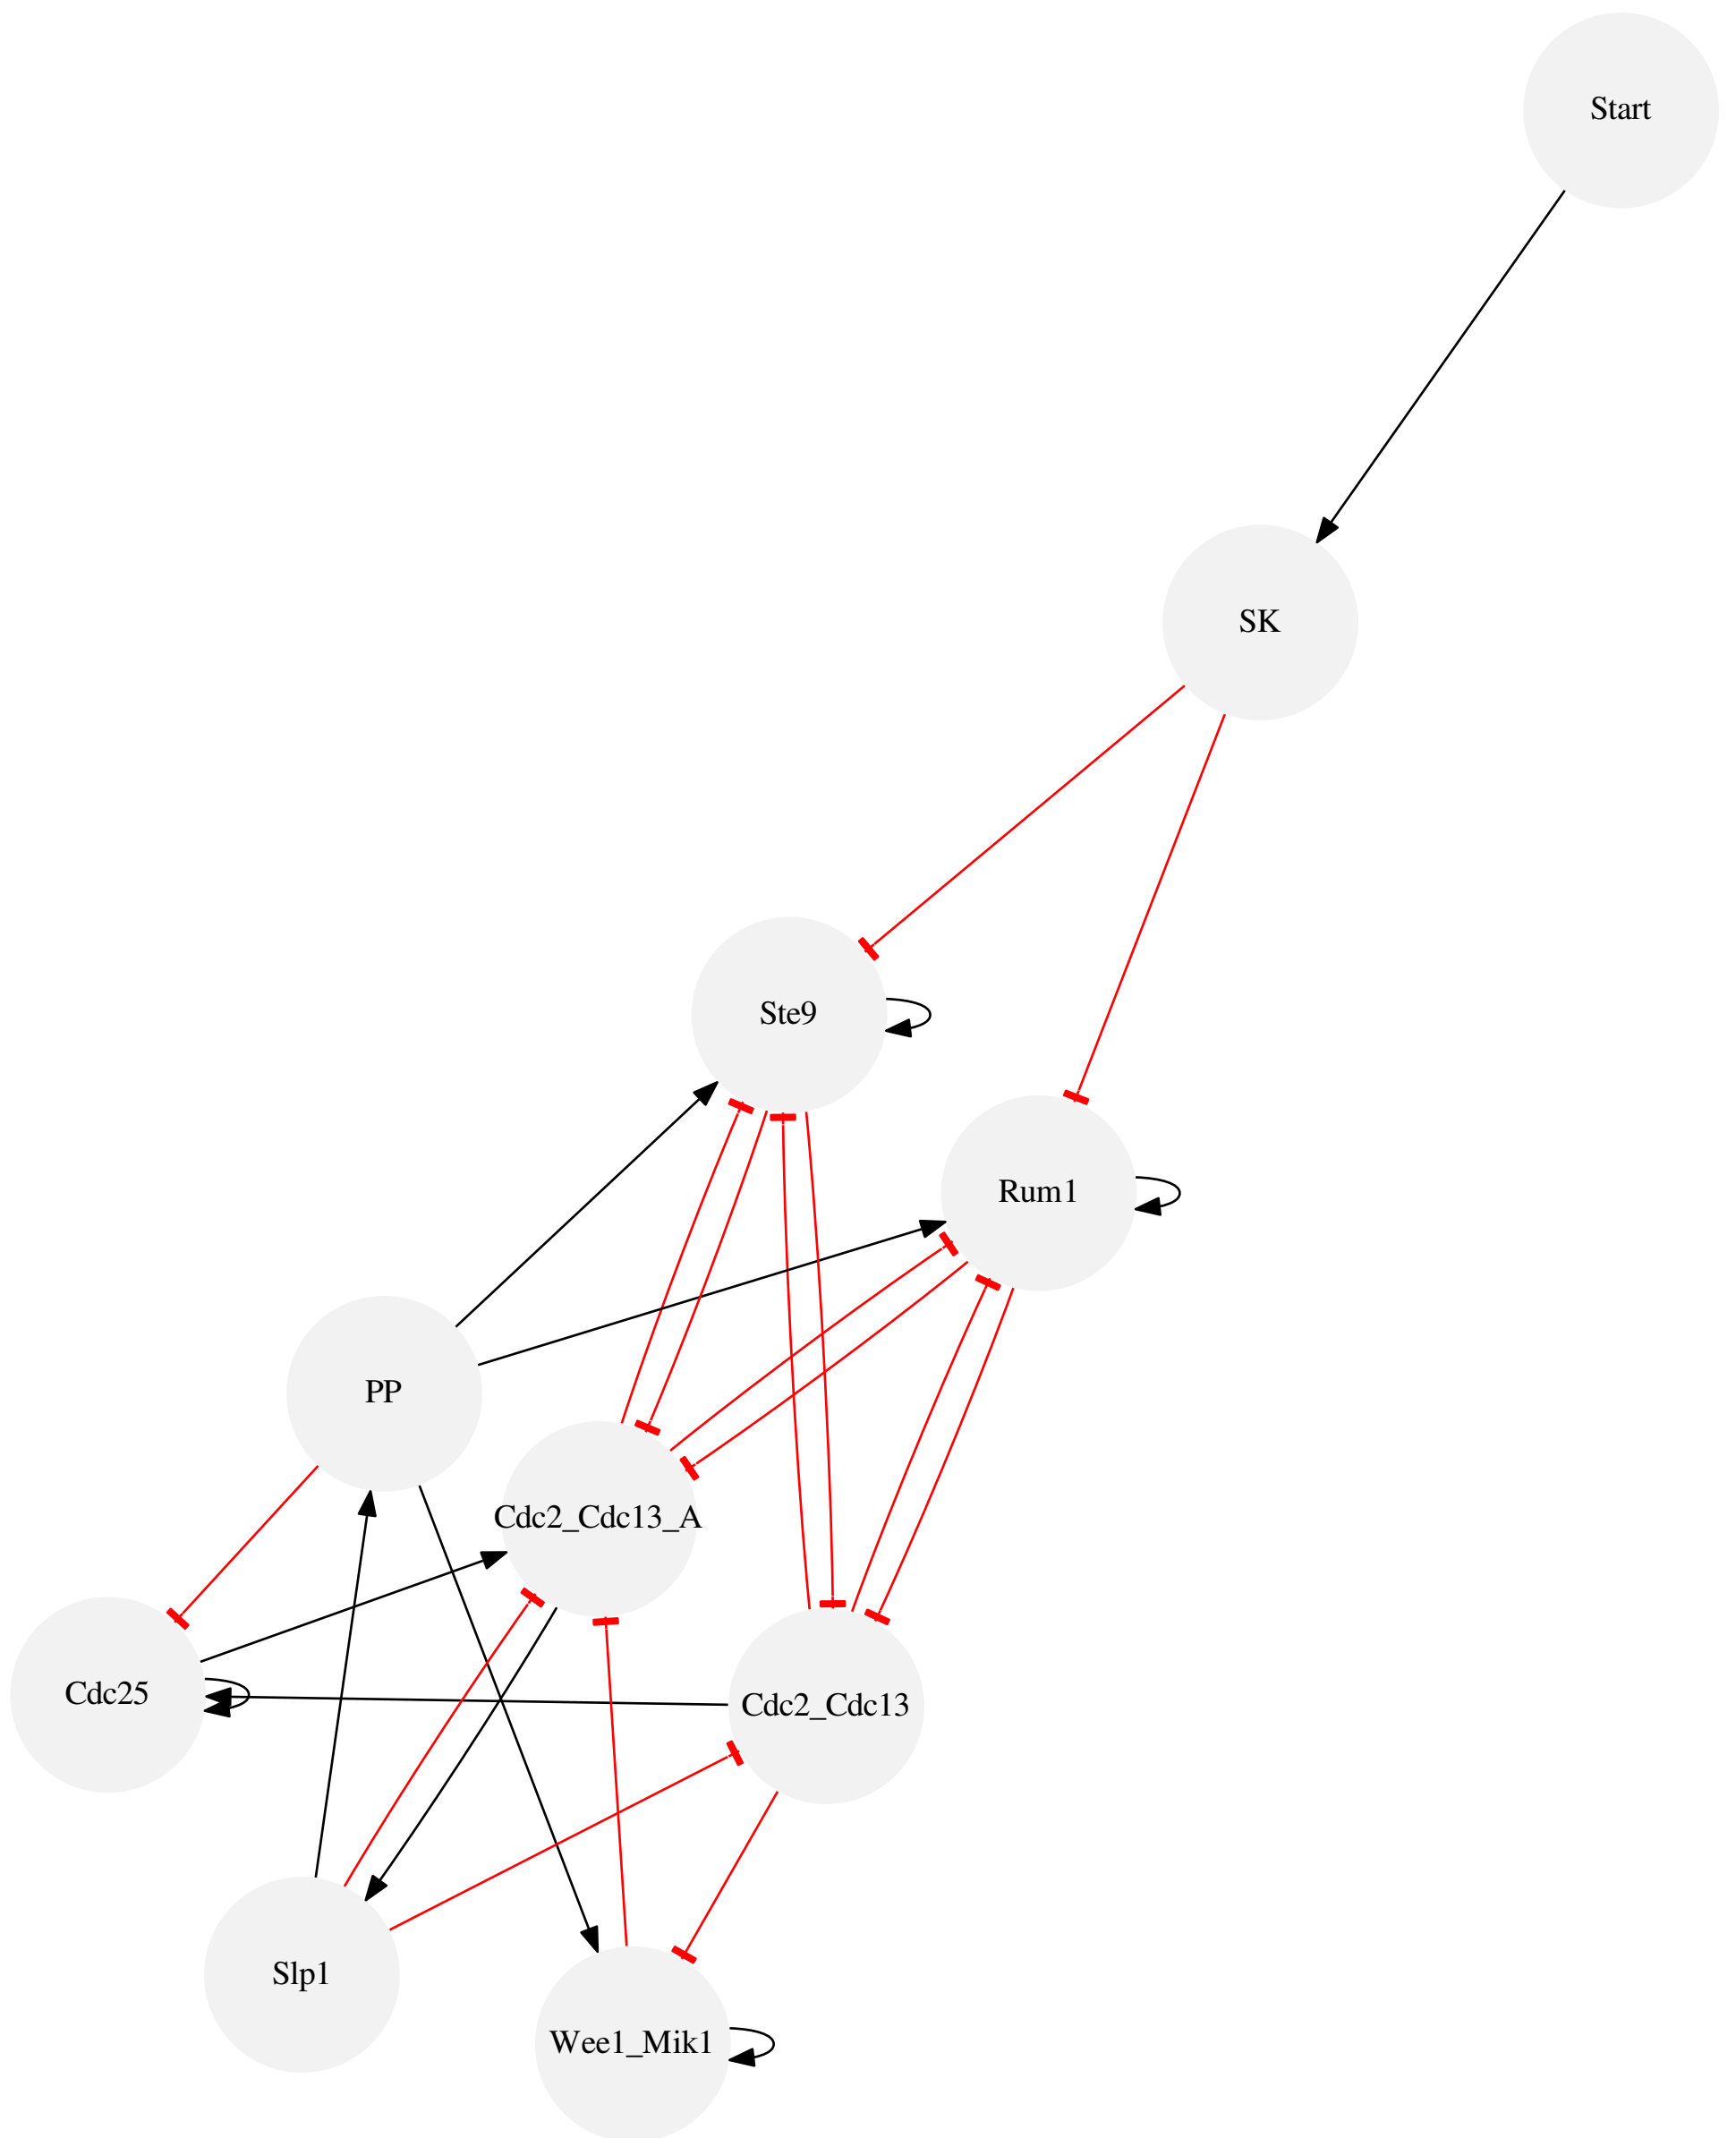 Start
SK
Ste9
Rum1
PP
Cdc2_Cdc13_A
Cdc25
Cdc2_Cdc13
Slp1
Wee1_Mik1